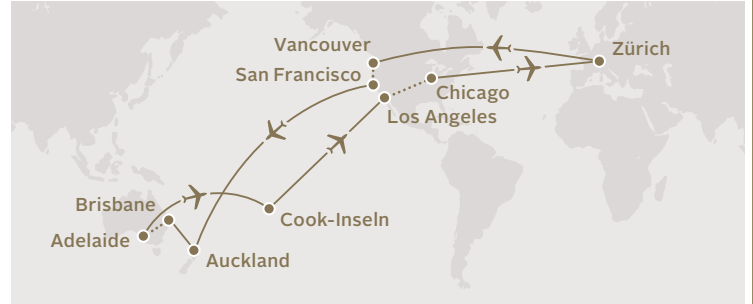 Vancouver
Zürich
San Francisco
Chicago
Los Angeles
Brisbane
Cook-Inseln
Adelaide
Auckland